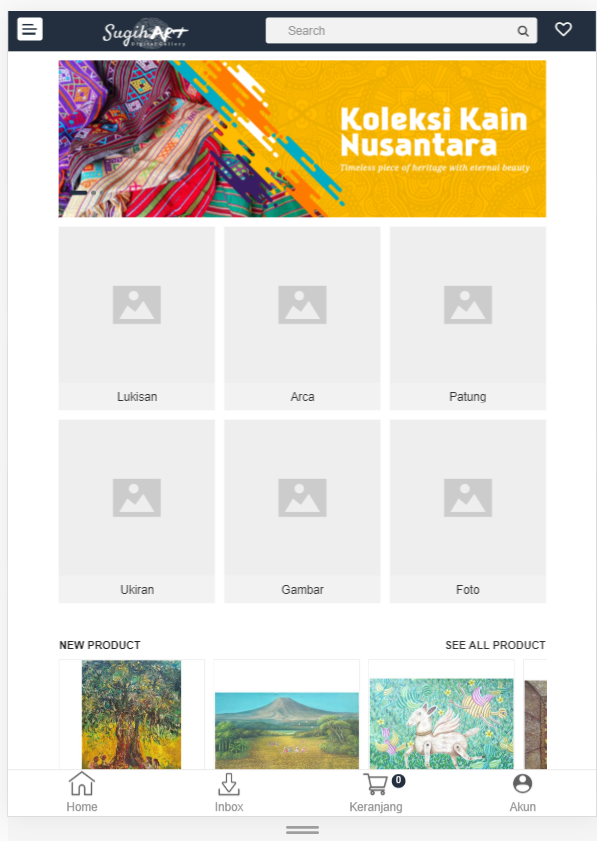 SugihART
Digital Gallery
Search
Koleksi Kain
Nusantara
Timeless piece of heritage with eternal beauty
Lukisan
Arca
Patung
Ukiran
Gambar
Foto
NEW PRODUCT
SEE ALL PRODUCT
0
Home
Inbox
Keranjang
Akun